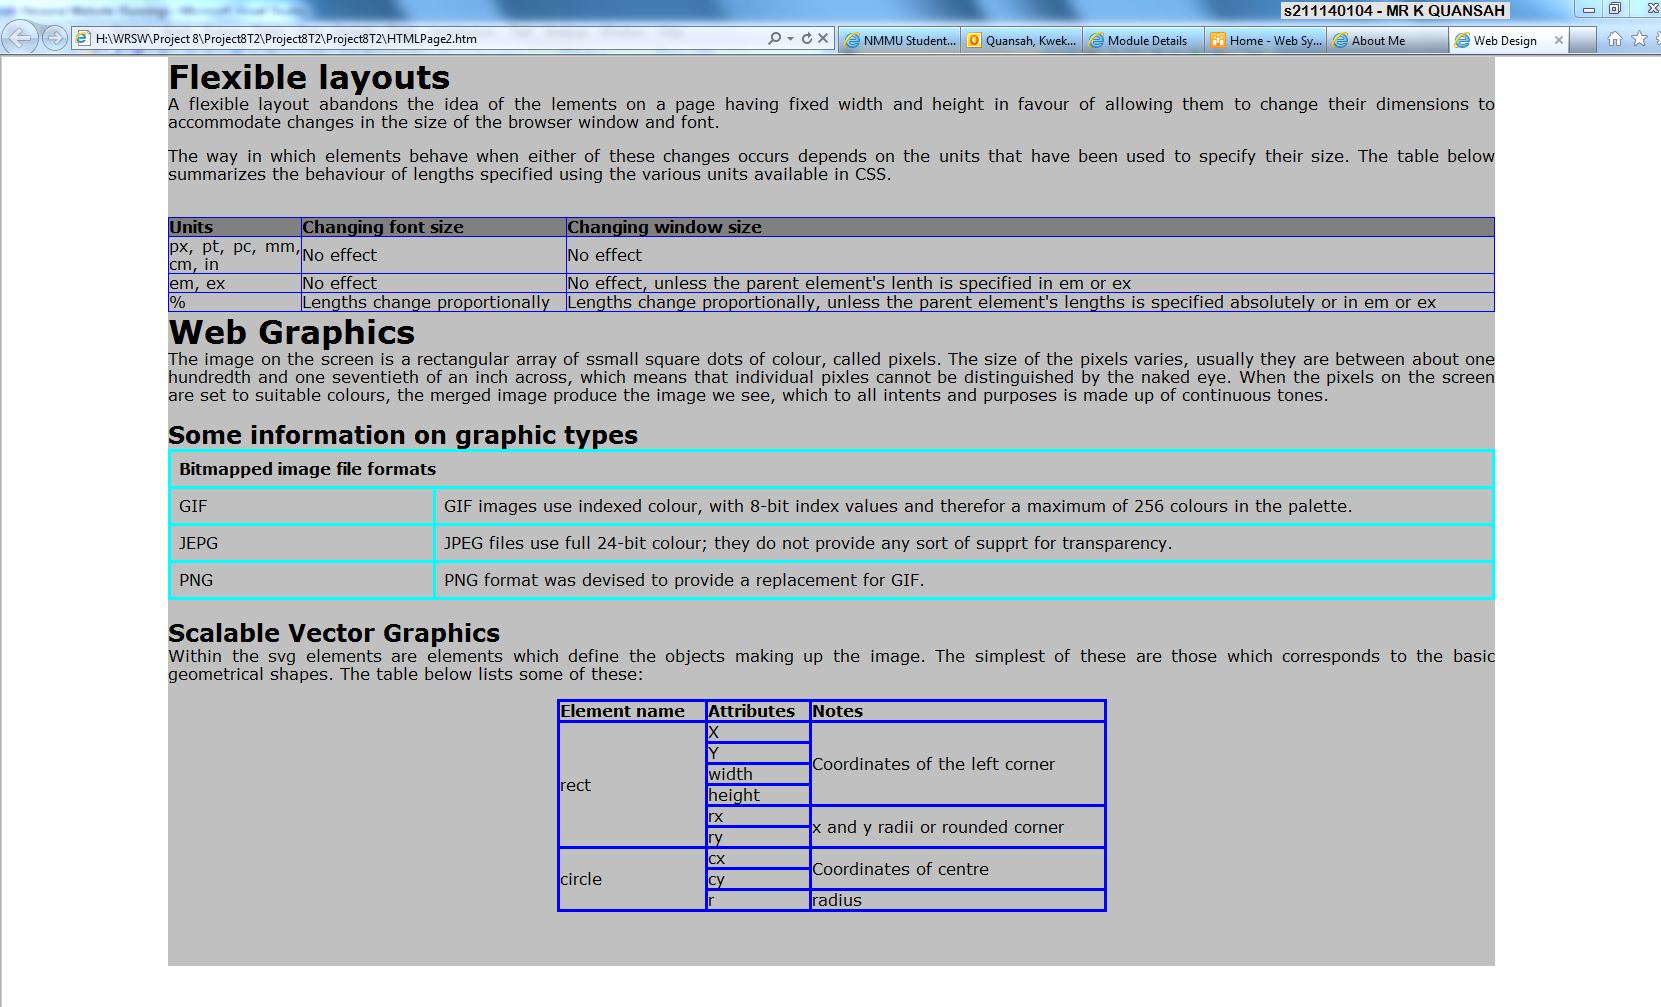 s211140104 - MR K QUANSAH
H:\WRSW\Project 8\Project8T2\Project8T2\Project8T2\HTMLPage2.htm
NMMU Student...
Quansah, Kwek...
Module Details
Home - Web Sy...
About Me
Web Design
Flexible layouts
A flexible layout abandons the idea of the lements on a page having fixed width and height in favour of allowing them to change their dimensions to
accommodate changes in the size of the browser window and font.
The way in which elements behave when either of these changes occurs depends on the units that have been used to specify their size. The table below
summarizes the behaviour of lengths specified using the various units available in CSS.
Units Changing font size Changing window size
px, pt, pc, mm,
cm, in No effect No effect
em, ex No effect No effect, unless the parent element's lenth is specified in em or ex
% Lengths change proportionally Lengths change proportionally, unless the parent element's lengths is specified absolutely or in em or ex
Web Graphics
The image on the screen is a rectangular array of ssmall square dots of colour, called pixels. The size of the pixels varies, usually they are between about one
hundredth and one seventieth of an inch across, which means that individual pixles cannot be distinguished by the naked eye. When the pixels on the screen
are set to suitable colours, the merged image produce the image we see, which to all intents and purposes is made up of continuous tones.
Some information on graphic types
Bitmapped image file formats
GIF GIF images use indexed colour, with 8-bit index values and therefor a maximum of 256 colours in the palette.
JEPG JPEG files use full 24-bit colour; they do not provide any sort of supprt for transparency.
PNG PNG format was devised to provide a replacement for GIF.
Scalable Vector Graphics
Within the svg elements are elements which define the objects making up the image. The simplest of these are those which corresponds to the basic
geometrical shapes. The table below lists some of these:
Element name Attributes Notes
X
Y
Coordinates of the left corner
width
rect
height
rx
x and y radii or rounded corner
ry
cx
Coordinates of centre
circle
cy
r radius